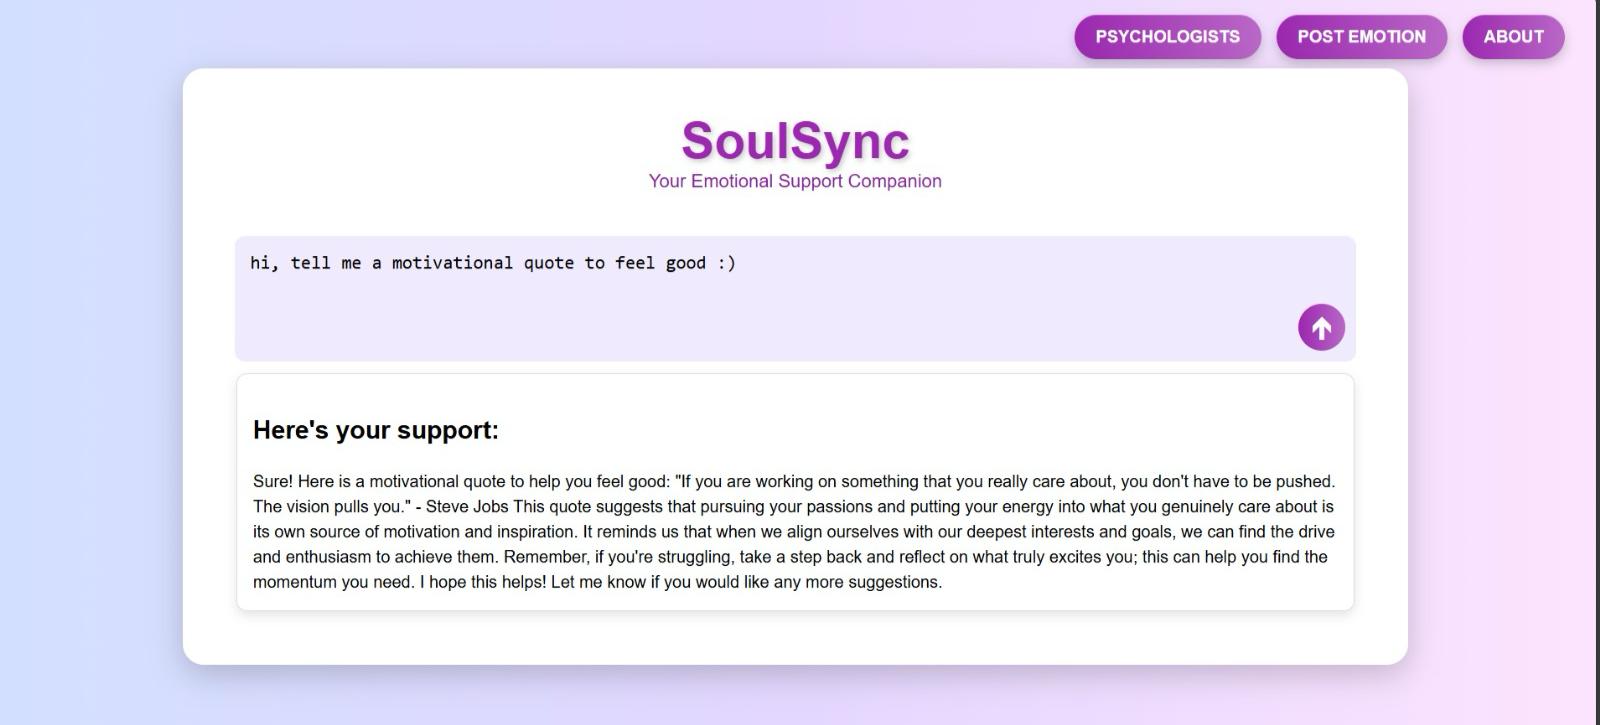 PSYCHOLOGISTS POST EMOTION ABOUT
SoulSync
Your Emotional Support Companion
hi, tell me a motivational quote to feel good :)
Here's your support:
Sure! Here is a motivational quote to help you feel good: "If you are working on something that you really care about, you don't have to be pushed.
The vision pulls you." - Steve Jobs This quote suggests that pursuing your passions and putting your energy into what you genuinely care about is
its own source of motivation and inspiration. It reminds us that when we align ourselves with our deepest interests and goals, we can find the drive
and enthusiasm to achieve them. Remember, if you're struggling, take a step back and reflect on what truly excites you; this can help you find the
momentum you need. I hope this helps! Let me know if you would like any more suggestions.